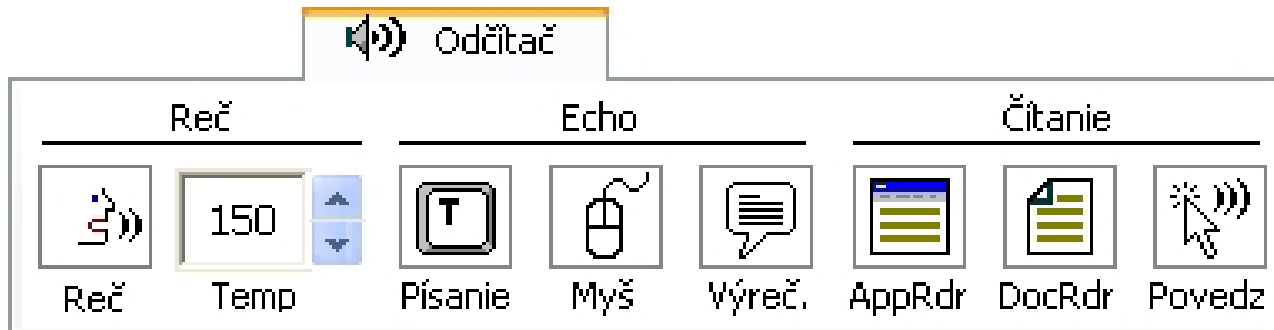 Odčítač
Reč Echo Čítanie
150 T
Reč Temp Písanie Myš Výreč. AppRdr DocRdr Povedz